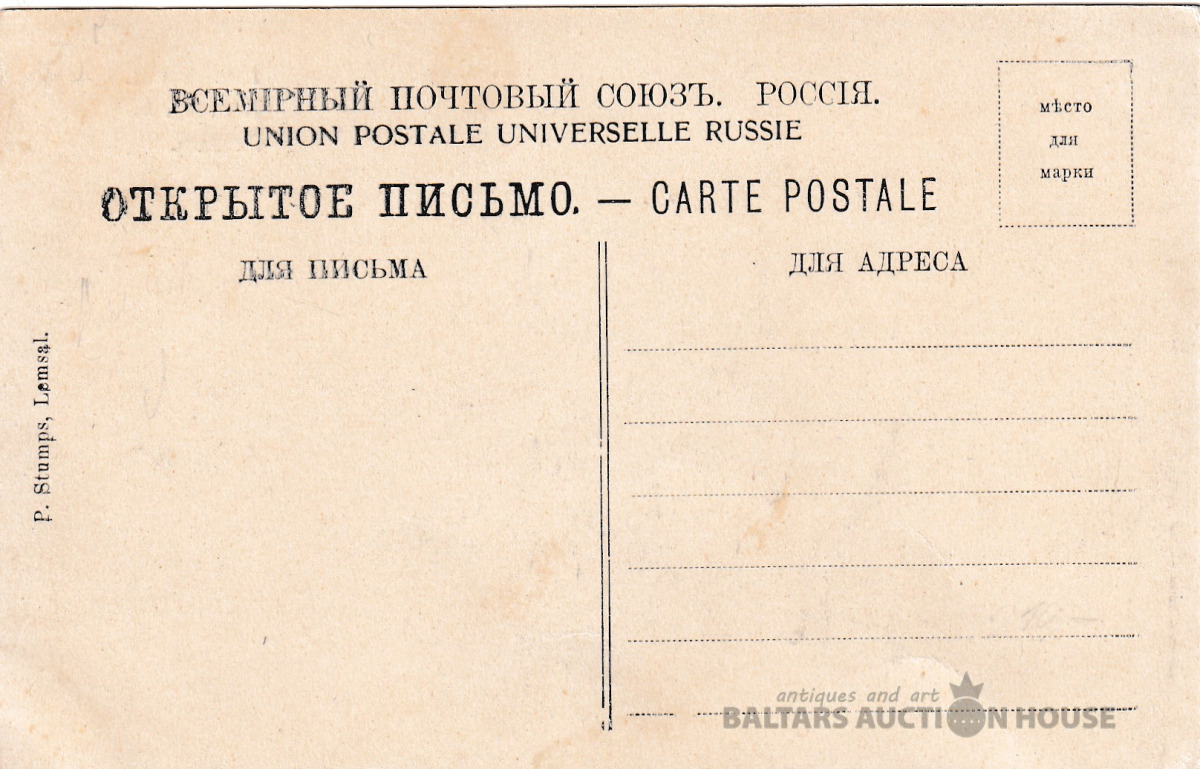 ВСЕМІРНЫЙ ПОЧТОВЫЙ СОЮЗЪ. РОССІЯ.
UNION POSTALE UNIVERSELLE RUSSIE
ОТКРЫТОЕ ПИСЬМО. — CARTE POSTALE
мѣсто
для
марки
ДЛЯ ПИСЬМА
ДЛЯ АДРЕСА
P. Stumps, Lemsal.
antiques and art
BALTARS AUCTION HOUSE